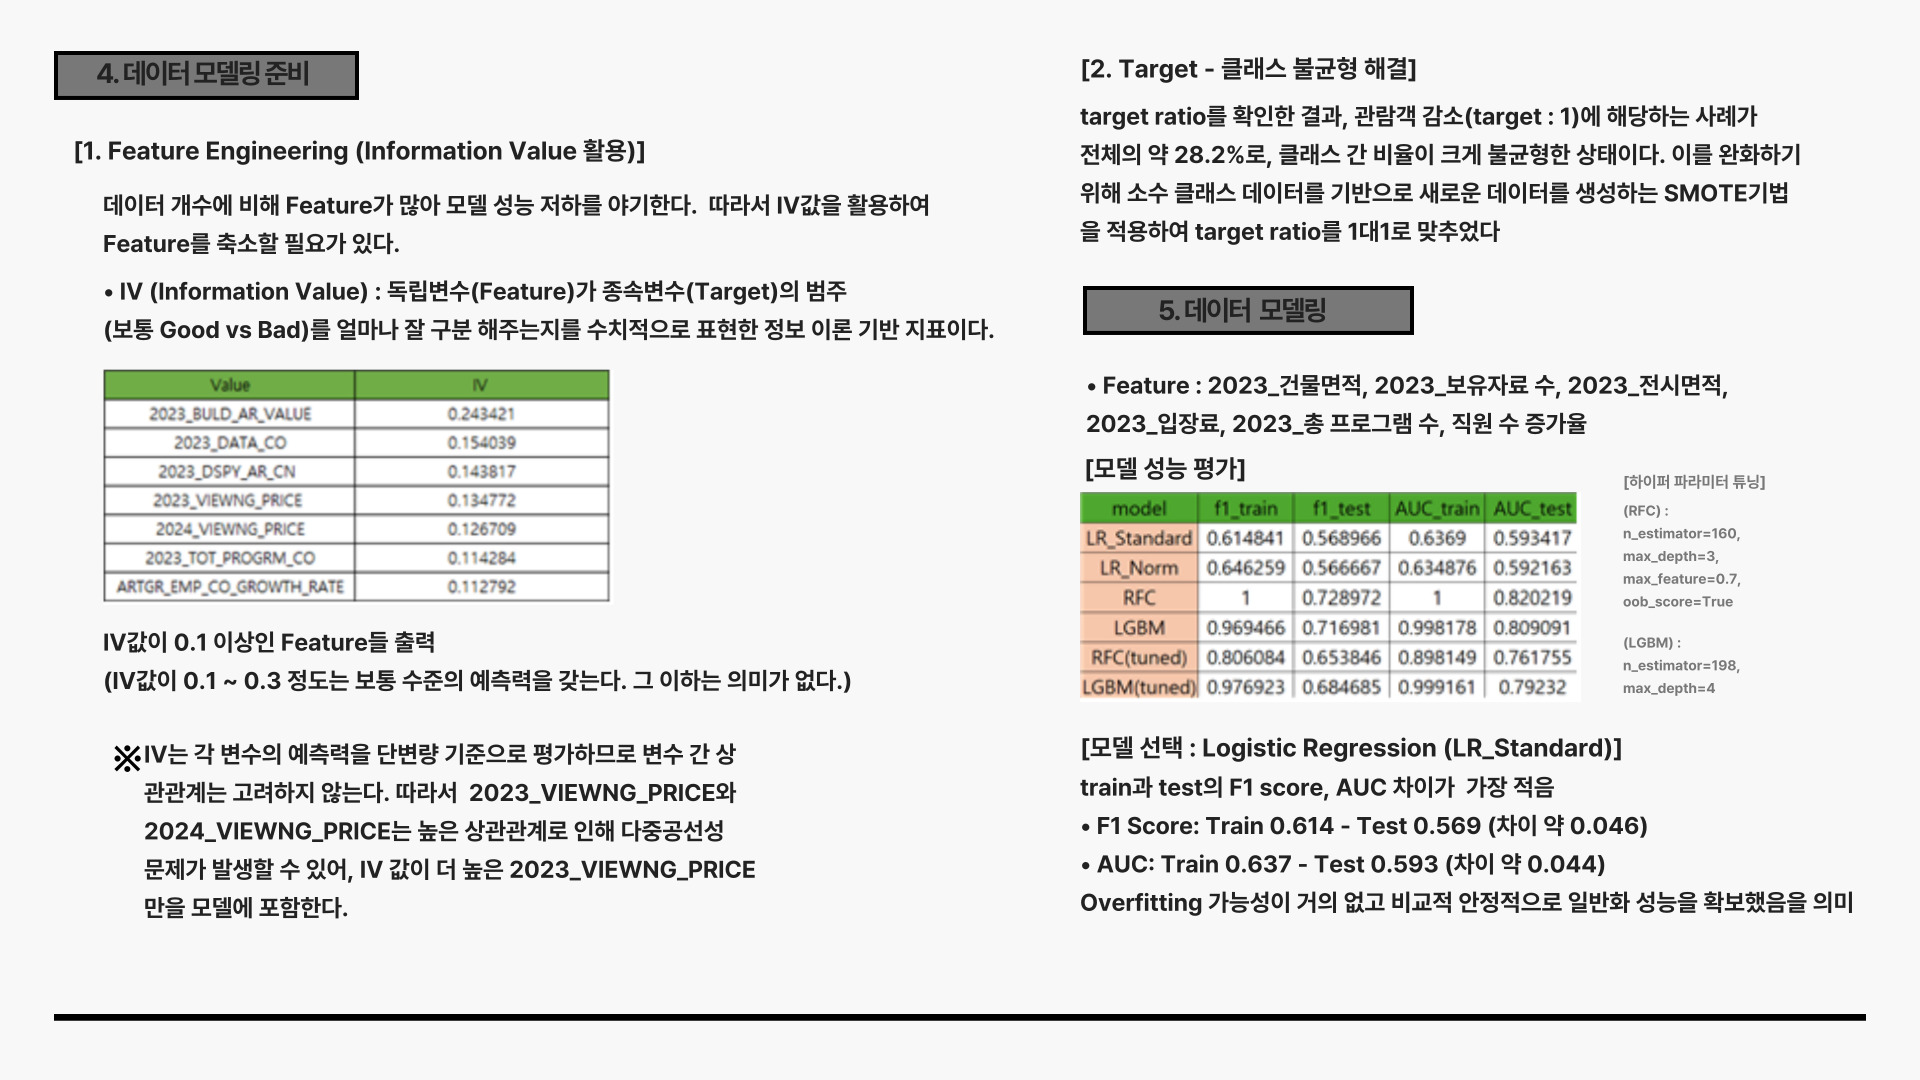 4. 데이터 모델링 준비
[1. Feature Engineering (Information Value 활용)]
데이터 개수에 비해 Feature가 많아 모델 성능 저하를 야기한다. 따라서 IV값을 활용하여
Feature를 축소할 필요가 있다.
• IV (Information Value) : 독립변수(Feature)가 종속변수(Target)의 범주
(보통 Good vs Bad)를 얼마나 잘 구분 해주는지를 수치적으로 표현한 정보 이론 기반 지표이다.
Value IV
2023_BULD_AR_VALUE 0.243421
2023_DATA_CO 0.154039
2023_DSPY_AR_CN 0.143817
2023_VIEWNG_PRICE 0.134772
2024_VIEWNG_PRICE 0.126709
2023_TOT_PROGRM_CO 0.114284
ARTGR_EMP_CO_GROWTH_RATE 0.112792
IV값이 0.1 이상인 Feature들 출력
(IV값이 0.1 ~ 0.3 정도는 보통 수준의 예측력을 갖는다. 그 이하는 의미가 없다.)
※ IV는 각 변수의 예측력을 단변량 기준으로 평가하므로 변수 간 상
관관계는 고려하지 않는다. 따라서 2023_VIEWNG_PRICE와
2024_VIEWNG_PRICE는 높은 상관관계로 인해 다중공선성
문제가 발생할 수 있어, IV 값이 더 높은 2023_VIEWNG_PRICE
만을 모델에 포함한다.
[2. Target - 클래스 불균형 해결]
target ratio를 확인한 결과, 관람객 감소(target : 1)에 해당하는 사례가
전체의 약 28.2%로, 클래스 간 비율이 크게 불균형한 상태이다. 이를 완화하기
위해 소수 클래스 데이터를 기반으로 새로운 데이터를 생성하는 SMOTE기법
을 적용하여 target ratio를 1대1로 맞추었다
5. 데이터 모델링
• Feature : 2023_건물면적, 2023_보유자료 수, 2023_전시면적,
2023_입장료, 2023_총 프로그램 수, 직원 수 증가율
[모델 성능 평가]
model f1_train f1_test AUC_train AUC_test
LR_Standard 0.614841 0.568966 0.6369 0.593417
LR_Norm 0.646259 0.566667 0.634876 0.592163
RFC 1 0.728972 1 0.820219
LGBM 0.969466 0.716981 0.998178 0.809091
RFC(tuned) 0.806084 0.653846 0.898149 0.761755
LGBM(tuned) 0.976923 0.684685 0.999161 0.79232
[하이퍼 파라미터 튜닝]
(RFC) :
n_estimator=160,
max_depth=3,
max_feature=0.7,
oob_score=True
(LGBM) :
n_estimator=198,
max_depth=4
[모델 선택 : Logistic Regression (LR_Standard)]
train과 test의 F1 score, AUC 차이가 가장 적음
• F1 Score: Train 0.614 - Test 0.569 (차이 약 0.046)
• AUC: Train 0.637 - Test 0.593 (차이 약 0.044)
Overfitting 가능성이 거의 없고 비교적 안정적으로 일반화 성능을 확보했음을 의미